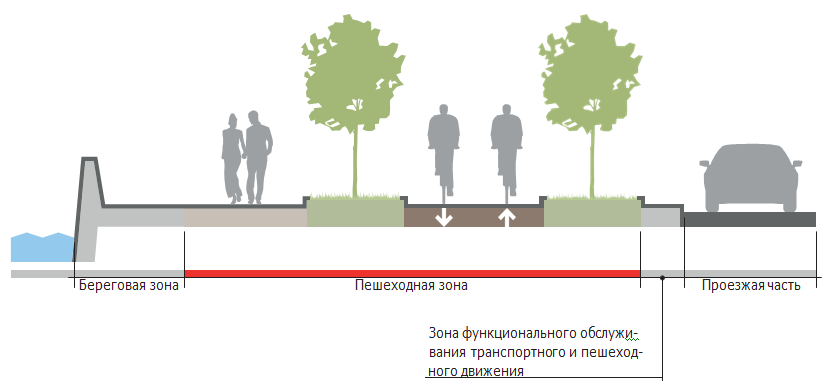 Береговая зона
Пешеходная зона
Проезжая часть
Зона функционального обслужи-
вания транспортного и пешеход-
ного движения